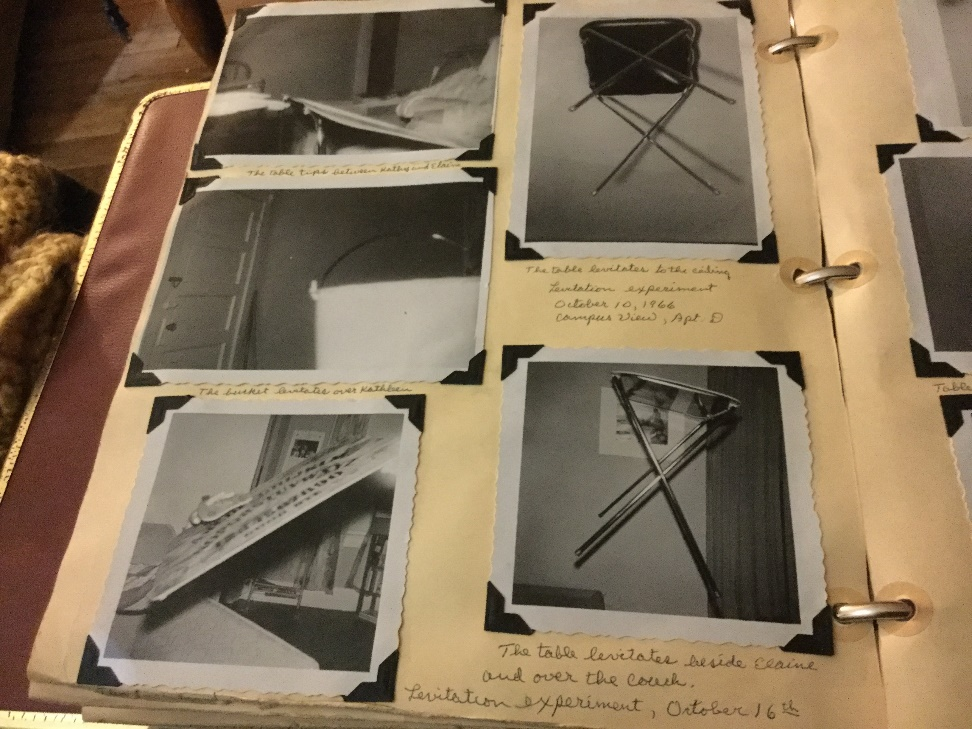 The table tips between Kathy and Elaine
The bucket levitates over Kathleen
The table levitates to the ceiling
Levitation experiment
October 10, 1966
Campus View, Apt. D
The table levitates beside Elaine
and over the couch.
Levitation experiment, October 16th
Table